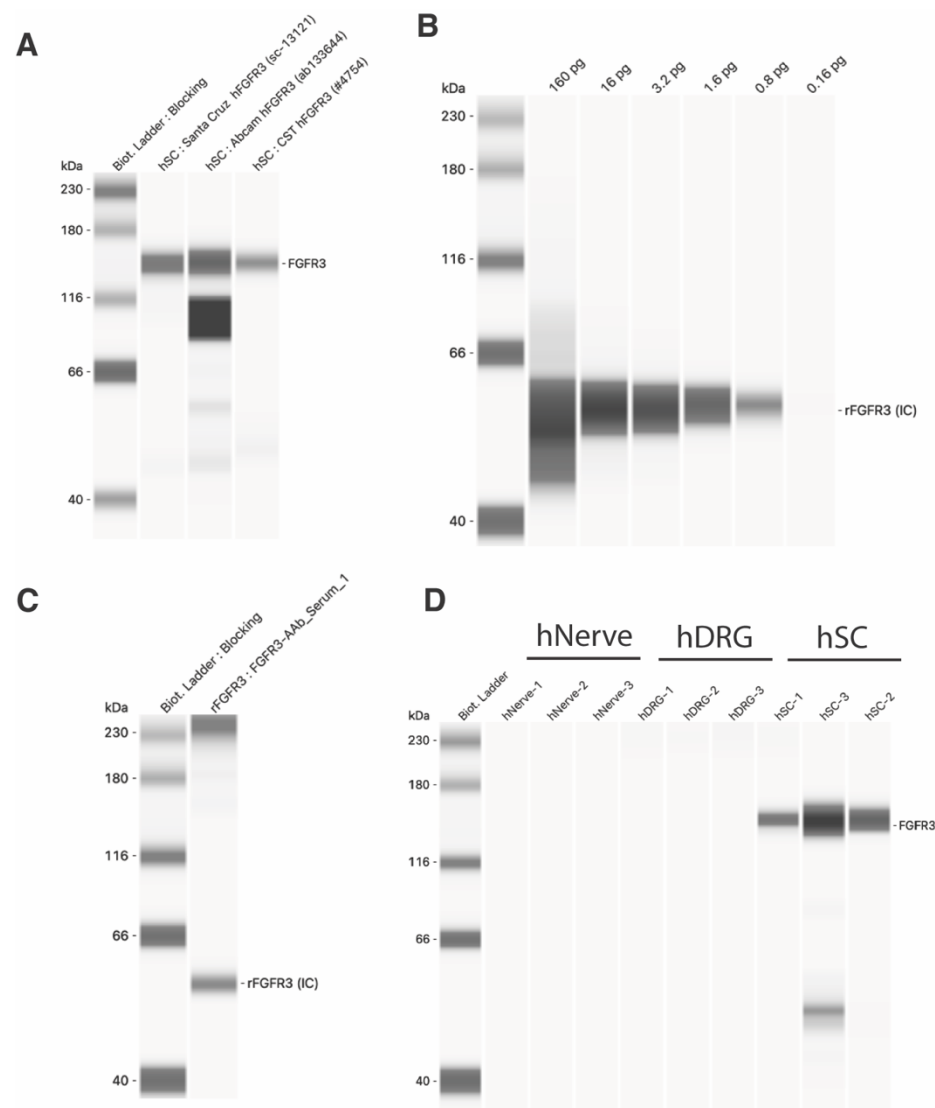 A
Biot. Ladder : Blocking
hSC : Santa Cruz hFGFR3 (sc-13121)
hSC : Abcam hFGFR3 (ab133644)
hSC : CST hFGFR3 (#4754)
kDa
230 -
180 -
116 -
66 -
40 -
- FGFR3
B
160 pg
16 pg
3.2 pg
1.6 pg
0.8 pg
0.16 pg
kDa
230 -
180 -
116 -
66 -
40 -
- rFGFR3 (IC)
C
Biot. Ladder : Blocking
rFGFR3 : FGFR3-AAb_Serum_1
kDa
230 -
180 -
116 -
66 -
40 -
- rFGFR3 (IC)
D
hNerve
hDRG
hSC
Biot. Ladder
hNerve-1
hNerve-2
hNerve-3
hDRG-1
hDRG-2
hDRG-3
hSC-1
hSC-3
hSC-2
kDa
230 -
180 -
116 -
66 -
40 -
- FGFR3